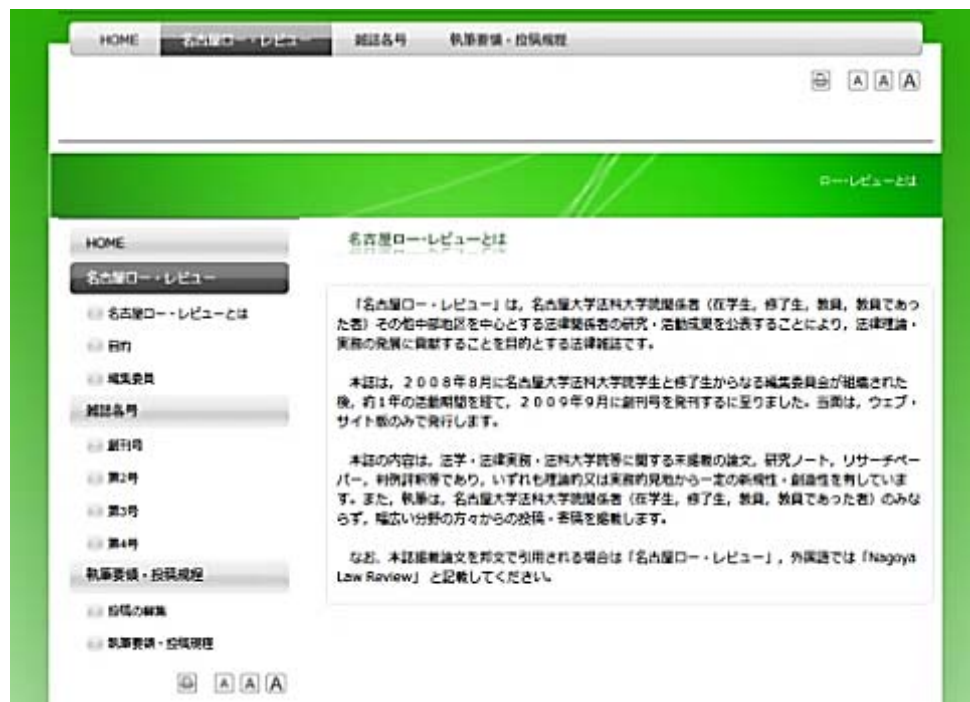 HOME 名古屋ロー・レビュー 雑誌各号 執筆要領・投稿規程
A A A
ロー・レビューとは
HOME
名古屋ロー・レビュー
名古屋ロー・レビューとは
目的
編集委員
雑誌各号
創刊号
第2号
第3号
第4号
執筆要領・投稿規程
投稿の募集
執筆要領・投稿規程
A A A
名古屋ロー・レビューとは
「名古屋ロー・レビュー」は，名古屋大学法科大学院関係者（在学生，修了生，教員，教員であっ
た者）その他中部地区を中心とする法律関係者の研究・活動成果を公表することにより，法律理論・
実務の発展に貢献することを目的とする法律雑誌です。
本誌は，２００８年８月に名古屋大学法科大学院学生と修了生からなる編集委員会が組織された
後，約１年の活動期間を経て，２００９年９月に創刊号を発刊するに至りました。当面は，ウェブ・
サイト版のみで発行します。
本誌の内容は，法学・法律実務・法科大学院等に関する未掲載の論文，研究ノート，リサーチペー
パー，判例評釈等であり，いずれも理論的又は実務的見地から一定の新規性・創造性を有していま
す。また，執筆は，名古屋大学法科大学院関係者（在学生，修了生，教員，教員であった者）のみな
らず，幅広い分野の方々からの投稿・寄稿を掲載します。
なお，本誌掲載論文を邦文で引用される場合は「名古屋ロー・レビュー」，外国語では「Nagoya
Law Review」 と記載してください。